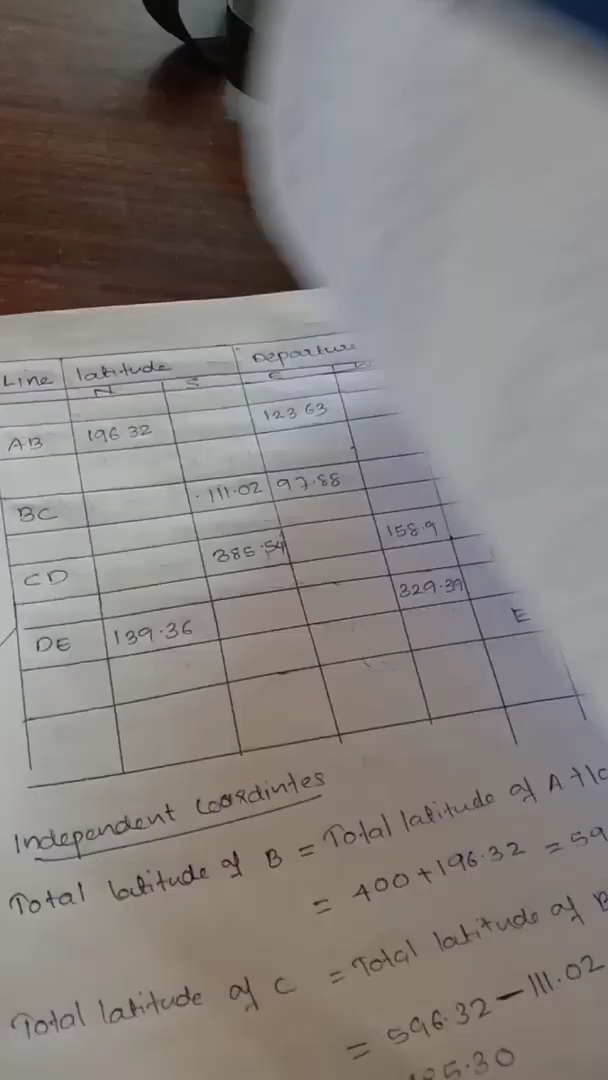 Line latitude Departure
N S E
AB 196.32 123.63
BC 111.02 97.88
CD 385.54 158.9
DE 139.36 329.39
E
Independent Coordintes
Total latitude of B = Total latitude of A +
= 400 + 196.32 = 59
Total latitude of C = Total latitude of B
= 596.32 - 111.02